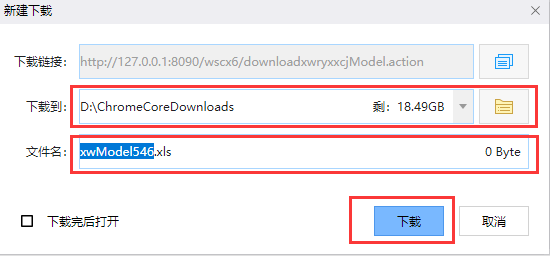 新建下载
下载链接： http://127.0.0.1:8090/wscx6/downloadxwryxxcjModel.action
下载到： D:\ChromeCoreDownloads 剩：18.49GB
文件名： xwModel546.xls 0 Byte
下载完后打开 下载 取消